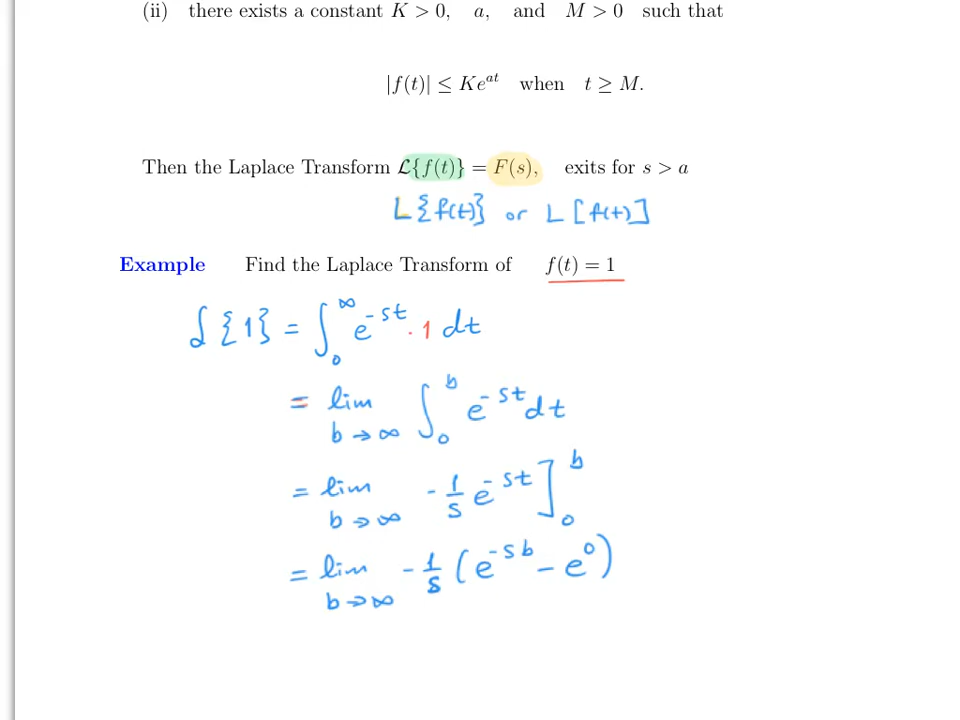 (ii) there exists a constant K > 0, a, and M > 0 such that
|f(t)| ≤ Ke^{at} when t ≥ M.
Then the Laplace Transform ℒ{f(t)} = F(s), exits for s > a
L{f(t)} or L[f(t)]
Example Find the Laplace Transform of f(t) = 1
ℒ{1} = ∫_0^∞ e^{-st} · 1 dt
= lim_{b→∞} ∫_0^b e^{-st} dt
= lim_{b→∞} -1/s e^{-st} ]_0^b
= lim_{b→∞} -1/s (e^{-sb} - e^0)